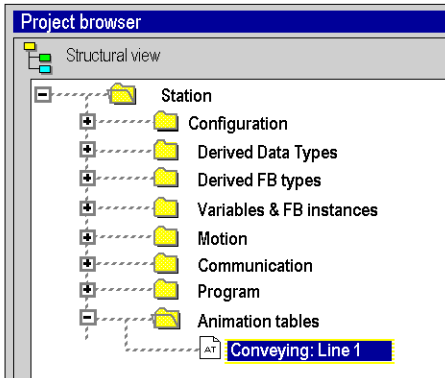 Project browser
Structural view
Station
Configuration
Derived Data Types
Derived FB types
Variables & FB instances
Motion
Communication
Program
Animation tables
AT Conveying: Line 1